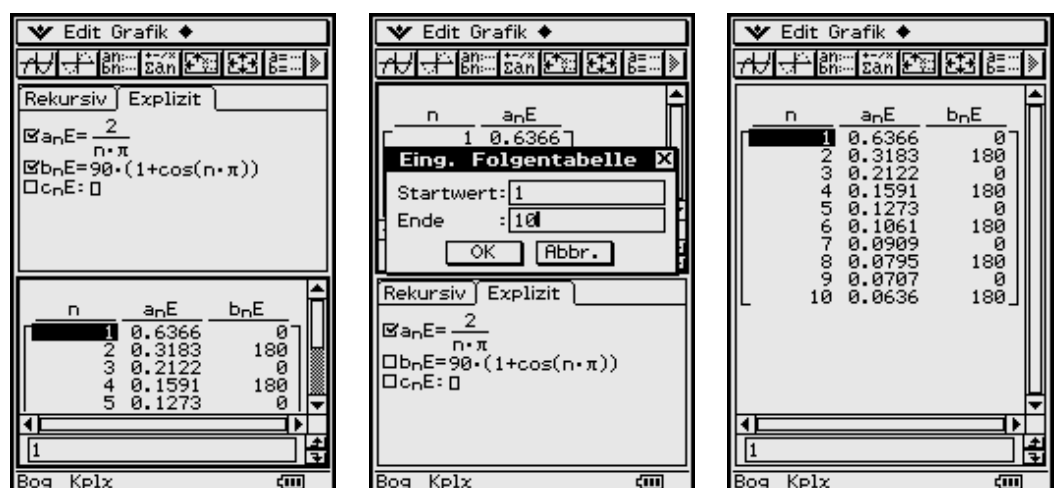 Edit Grafik ◆
Rekursiv Explizit
☑aₙE= 2/(n·π)
☑bₙE=90·(1+cos(n·π))
□cₙE:▯
n aₙE bₙE
1 0.6366 0
2 0.3183 180
3 0.2122 0
4 0.1591 180
5 0.1273 0
1
Bog Kplx
Edit Grafik ◆
n aₙE
1 0.6366
Eing. Folgentabelle X
Startwert: 1
Ende : 10
OK Abbr.
Rekursiv Explizit
☑aₙE= 2/(n·π)
□bₙE=90·(1+cos(n·π))
□cₙE:▯
Bog Kplx
Edit Grafik ◆
n aₙE bₙE
1 0.6366 0
2 0.3183 180
3 0.2122 0
4 0.1591 180
5 0.1273 0
6 0.1061 180
7 0.0909 0
8 0.0795 180
9 0.0707 0
10 0.0636 180
1
Bog Kplx